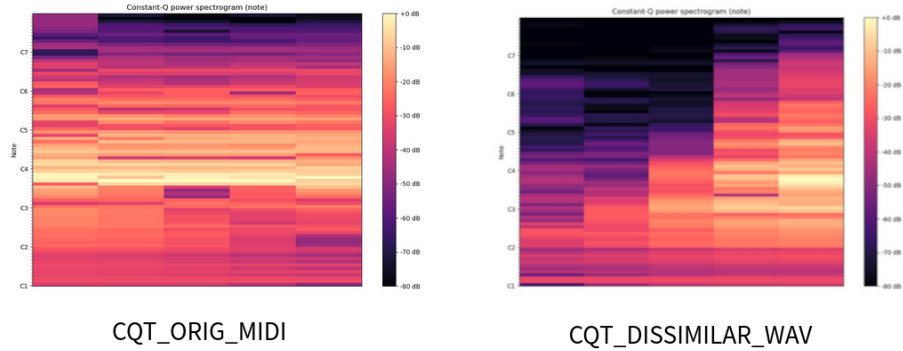 Constant-Q power spectrogram (note)
Note
C7
C6
C5
C4
C3
C2
C1
+0 dB
-10 dB
-20 dB
-30 dB
-40 dB
-50 dB
-60 dB
-70 dB
-80 dB
CQT_ORIG_MIDI
Constant-Q power spectrogram (note)
Note
C7
C6
C5
C4
C3
C2
C1
+0 dB
-10 dB
-20 dB
-30 dB
-40 dB
-50 dB
-60 dB
-70 dB
-80 dB
CQT_DISSIMILAR_WAV